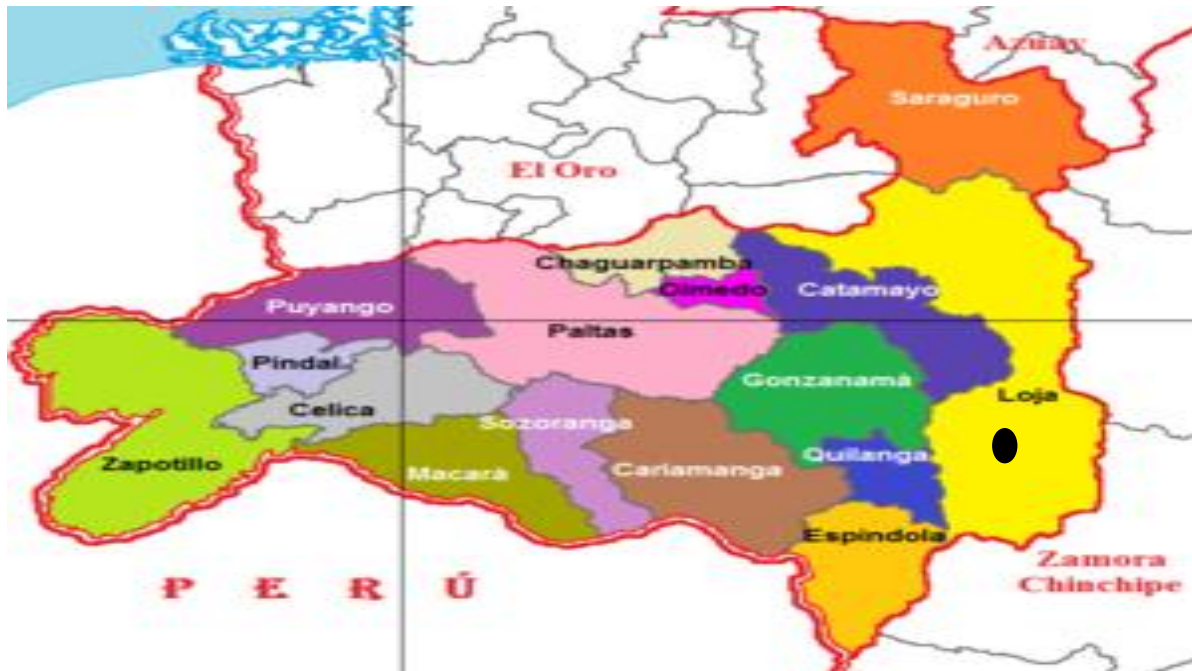 Azuay
Saraguro
El Oro
Chaguarpamba
Olmedo
Catamayo
Puyango
Paltas
Pindal
Gonzanamá
Loja
Celica
Sozoranga
Quilanga
Zapotillo
Macará
Cariamanga
Espindola
Zamora
Chinchipe
PERÚ